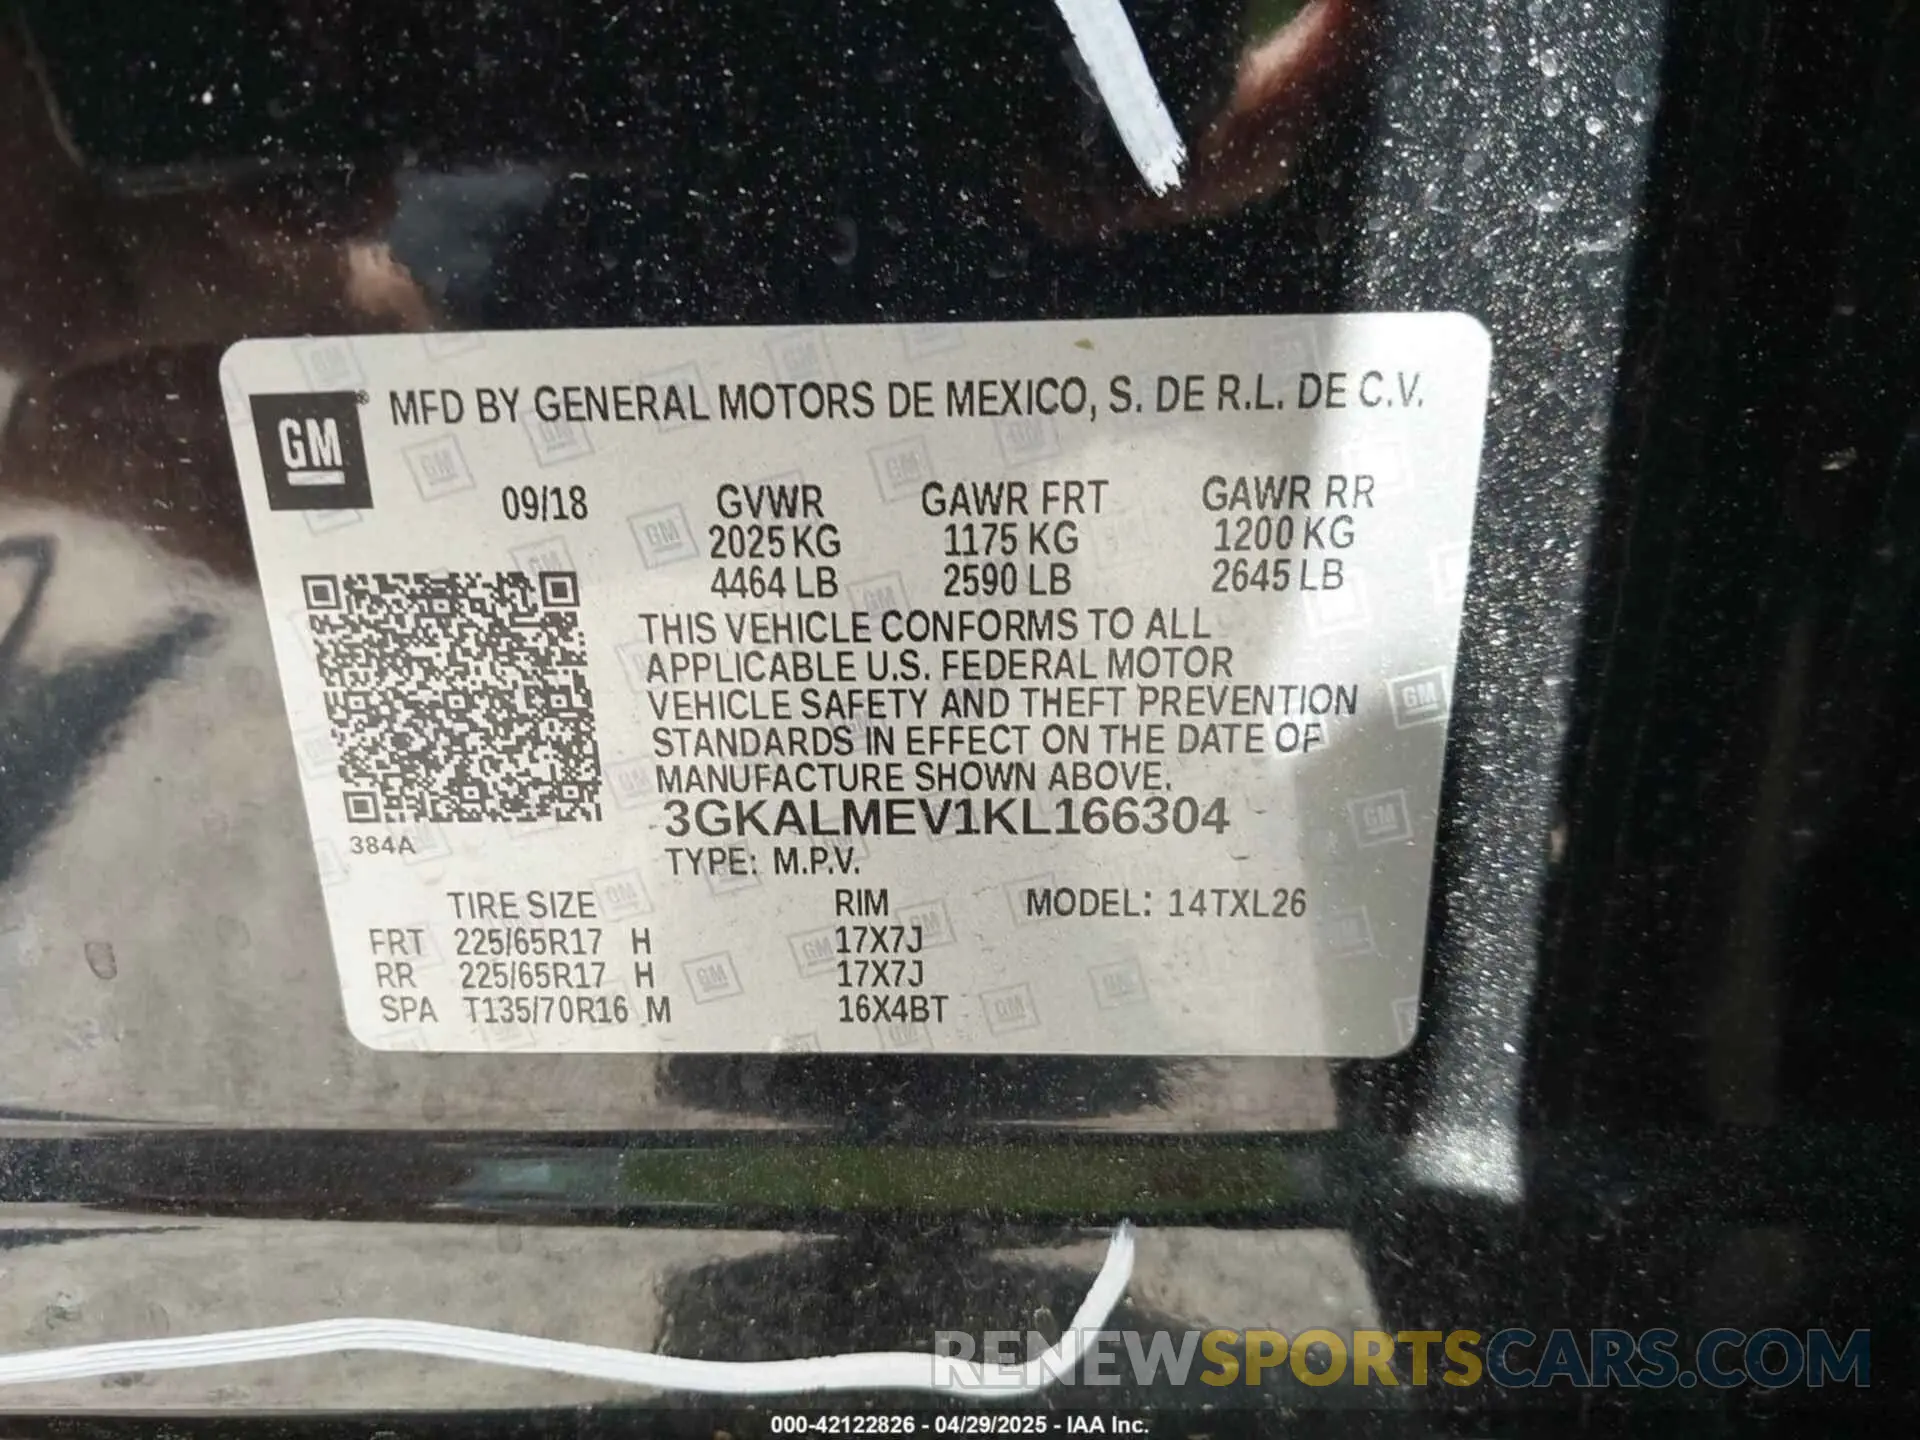 GM® MFD BY GENERAL MOTORS DE MEXICO, S. DE R.L. DE C.V.
09/18 GVWR GAWR FRT GAWR RR
2025 KG 1175 KG 1200 KG
4464 LB 2590 LB 2645 LB
THIS VEHICLE CONFORMS TO ALL
APPLICABLE U.S. FEDERAL MOTOR
VEHICLE SAFETY AND THEFT PREVENTION
STANDARDS IN EFFECT ON THE DATE OF
MANUFACTURE SHOWN ABOVE.
3GKALMEV1KL166304
384A
TYPE: M.P.V.
TIRE SIZE RIM MODEL: 14TXL26
FRT 225/65R17 H 17X7J
RR 225/65R17 H 17X7J
SPA T135/70R16 M 16X4BT
RENEWSPORTSCARS.COM
000-42122826 - 04/29/2025 - IAA Inc.